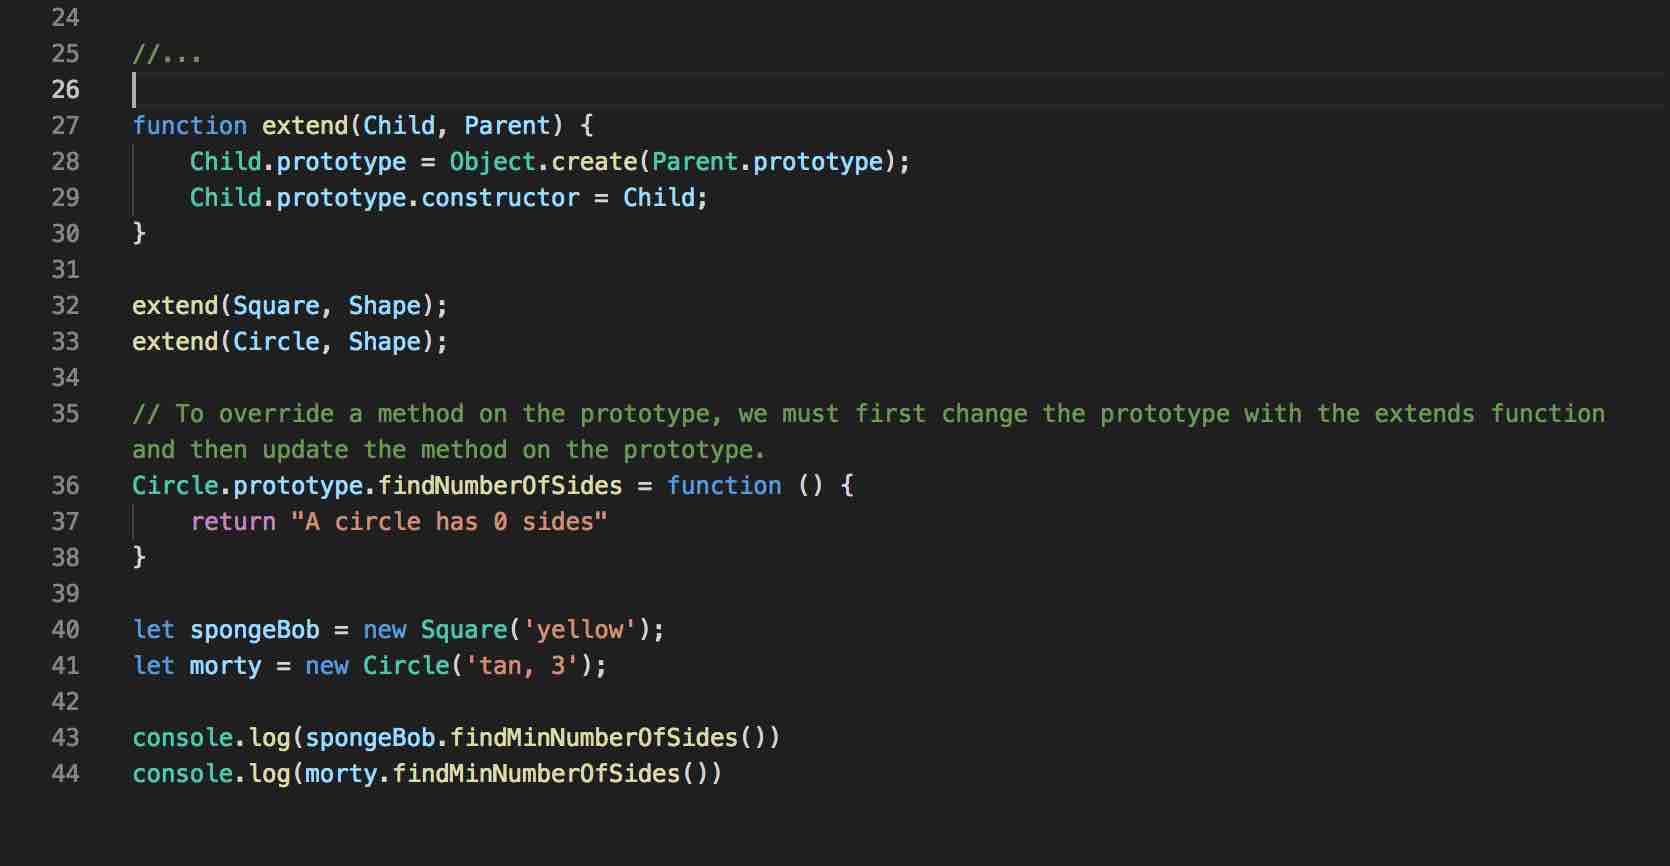 24
25 //...
26
27 function extend(Child, Parent) {
28 Child.prototype = Object.create(Parent.prototype);
29 Child.prototype.constructor = Child;
30 }
31
32 extend(Square, Shape);
33 extend(Circle, Shape);
34
35 // To override a method on the prototype, we must first change the prototype with the extends function
and then update the method on the prototype.
36 Circle.prototype.findNumberOfSides = function () {
37 return "A circle has 0 sides"
38 }
39
40 let spongeBob = new Square('yellow');
41 let morty = new Circle('tan, 3');
42
43 console.log(spongeBob.findMinNumberOfSides())
44 console.log(morty.findMinNumberOfSides())